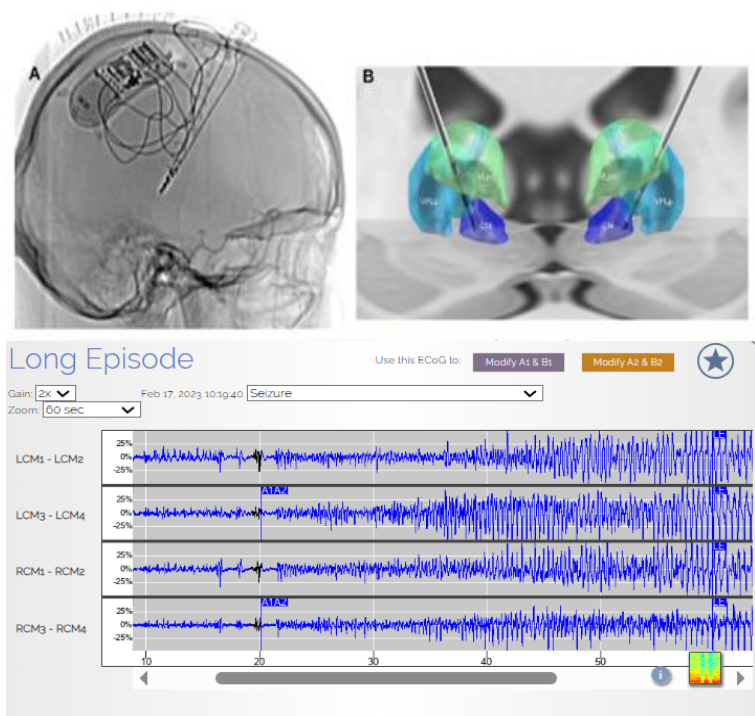 A
B
VPLp
CM
CM
VPLp
Long Episode
Use this ECoG to:
Modify A1 & B1
Modify A2 & B2
Gain: 2x
Feb 17, 2023 10:19:40
Seizure
Zoom: 60 sec
LCM1 - LCM2
25%
0%
-25%
LE
LCM3 - LCM4
25%
0%
-25%
A1A2
LE
RCM1 - RCM2
25%
0%
-25%
LE
RCM3 - RCM4
25%
0%
-25%
A1A2
LE
10
20
30
40
50
i